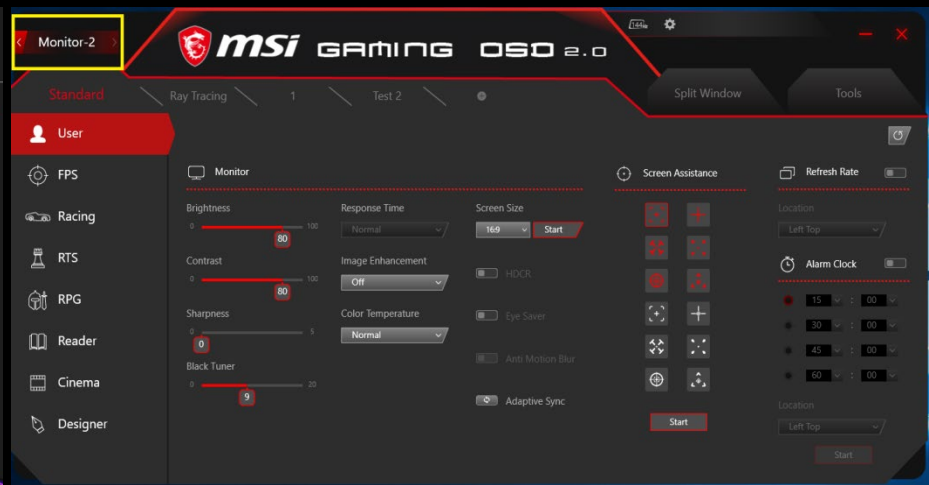 Monitor-2
msi GAMING OSD 2.0
144Hz
Standard
Ray Tracing
1
Test 2
Split Window
Tools
User
FPS
Racing
RTS
RPG
Reader
Cinema
Designer
Monitor
Brightness
0 100
80
Contrast
0 100
80
Sharpness
0 5
0
Black Tuner
0 20
9
Response Time
Normal
Image Enhancement
Off
Color Temperature
Normal
Screen Size
16:9 Start
HDCR
Eye Saver
Anti Motion Blur
Adaptive Sync
Screen Assistance
Start
Refresh Rate
Location
Left Top
Alarm Clock
15 : 00
30 : 00
45 : 00
60 : 00
Location
Left Top
Start